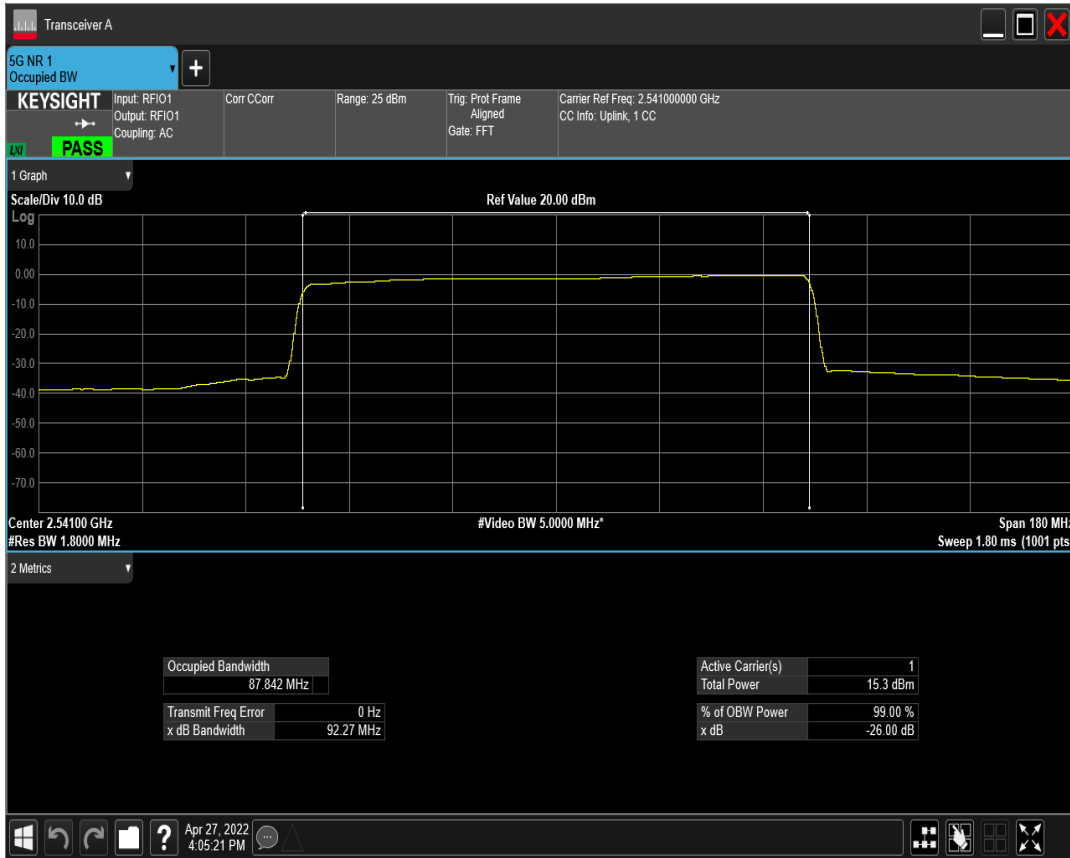 Transceiver A
5G NR 1
Occupied BW
+
KEYSIGHT
Input: RFIO1
Output: RFIO1
Coupling: AC
LXI
PASS
Corr CCorr
Range: 25 dBm
Trig: Prot Frame
Aligned
Gate: FFT
Carrier Ref Freq: 2.541000000 GHz
CC Info: Uplink, 1 CC
1 Graph
Scale/Div 10.0 dB
Ref Value 20.00 dBm
Log
10.0
0.00
-10.0
-20.0
-30.0
-40.0
-50.0
-60.0
-70.0
Center 2.54100 GHz
#Video BW 5.0000 MHz*
Span 180 MHz
#Res BW 1.8000 MHz
Sweep 1.80 ms (1001 pts
2 Metrics
Occupied Bandwidth
87.842 MHz
Transmit Freq Error 0 Hz
x dB Bandwidth 92.27 MHz
Active Carrier(s) 1
Total Power 15.3 dBm
% of OBW Power 99.00 %
x dB -26.00 dB
?
Apr 27, 2022
4:05:21 PM